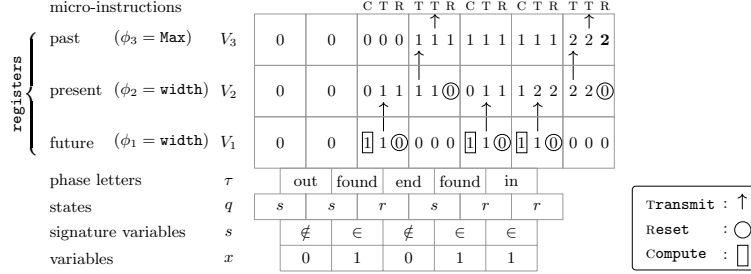 micro-instructions C T R T T R C T R C T R T T R
registers
past (ϕ₃ = Max) V₃ 0 0 0 0 0 1 1 1 1 1 1 1 1 1 2 2 2
present (ϕ₂ = width) V₂ 0 0 0 1 1 1 1 0 0 1 1 1 2 2 2 2 0
future (ϕ₁ = width) V₁ 0 0 1 1 0 0 0 0 1 1 0 1 1 0 0 0 0
phase letters τ out found end found in
states q s s r s r r
signature variables s ∉ ∈ ∉ ∈ ∈
variables x 0 1 0 1 1
Transmit : ↑
Reset : ◯
Compute : ▯